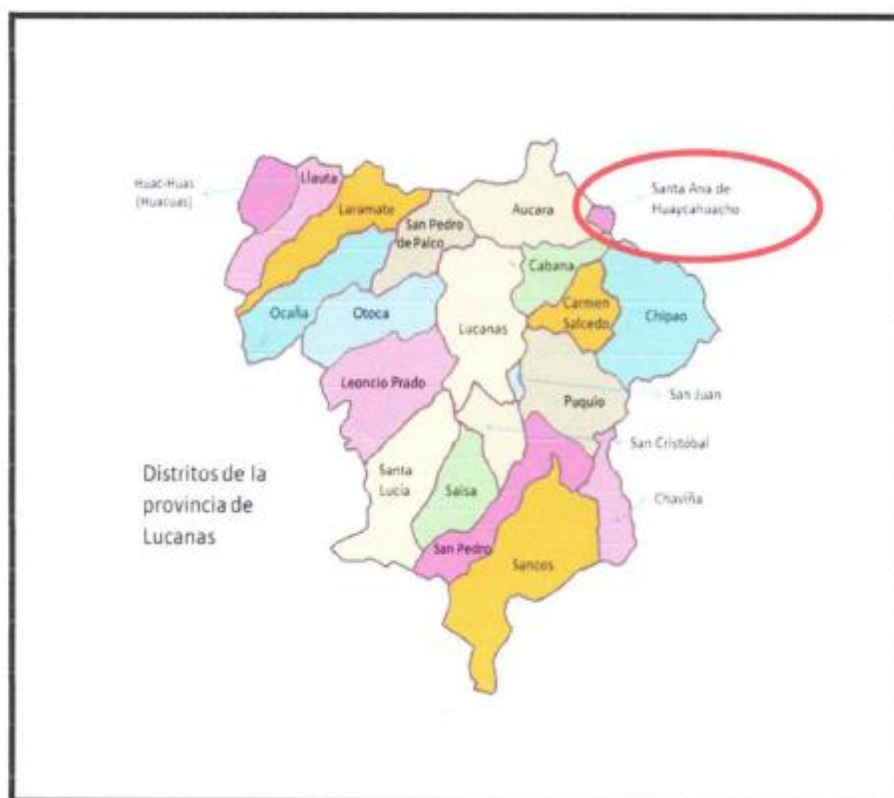 Huac-Huas
(Huacuas)
Llauta
Laramate
San Pedro
de Palco
Aucara
Santa Ana de
Huaycahuacho
Cabana
Ocaña
Otoca
Lucanas
Carmen
Salcedo
Chipao
Leoncio Prado
Puquio
San Juan
San Cristóbal
Distritos de la
provincia de
Lucanas
Santa
Lucía
Saisa
Chaviña
San Pedro
Sancos